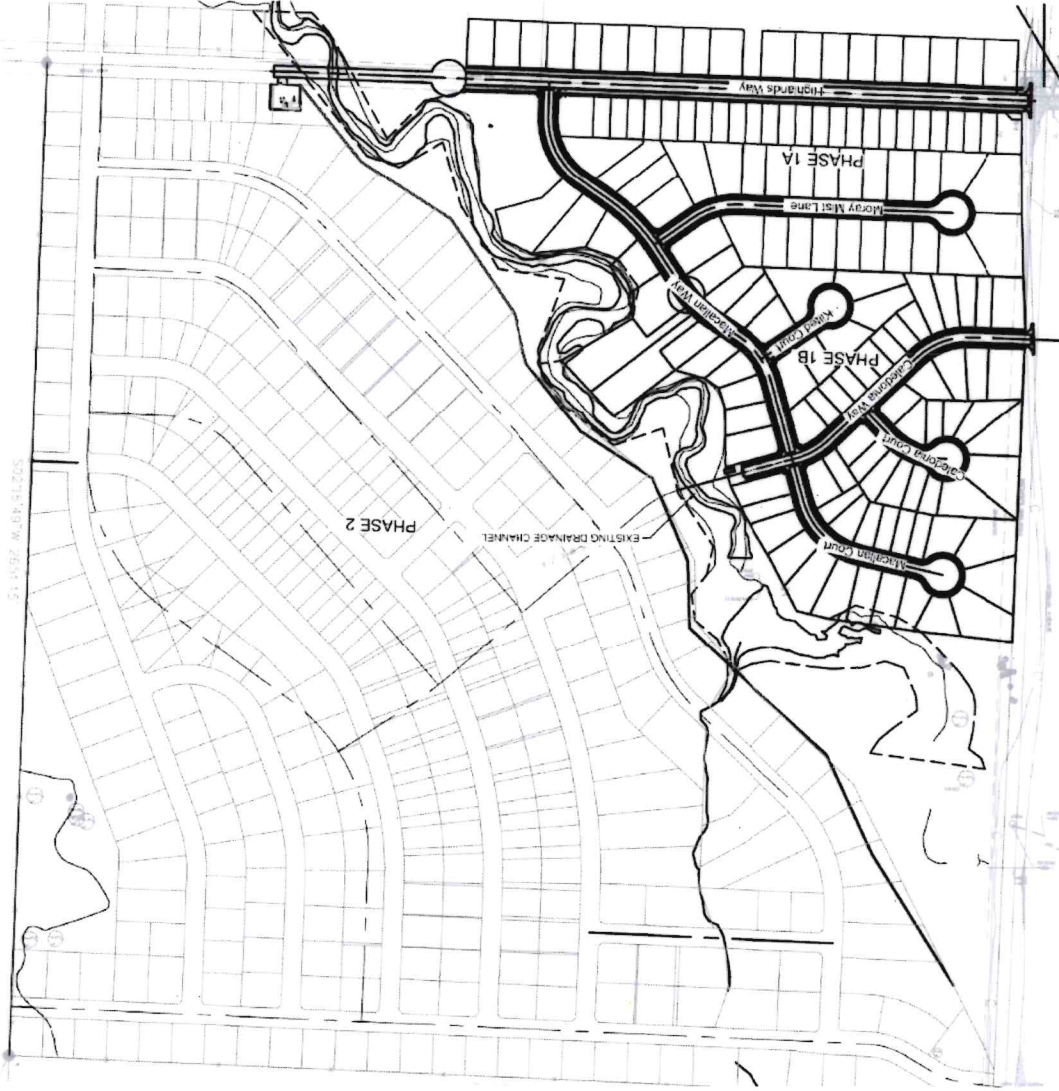 Highlands Way
PHASE 1A
Moray Mist Lane
Macallan Way
Kilted Court
PHASE 1B
Caledonia Way
Caledonia Court
Macallan Court
EXISTING DRAINAGE CHANNEL
PHASE 2